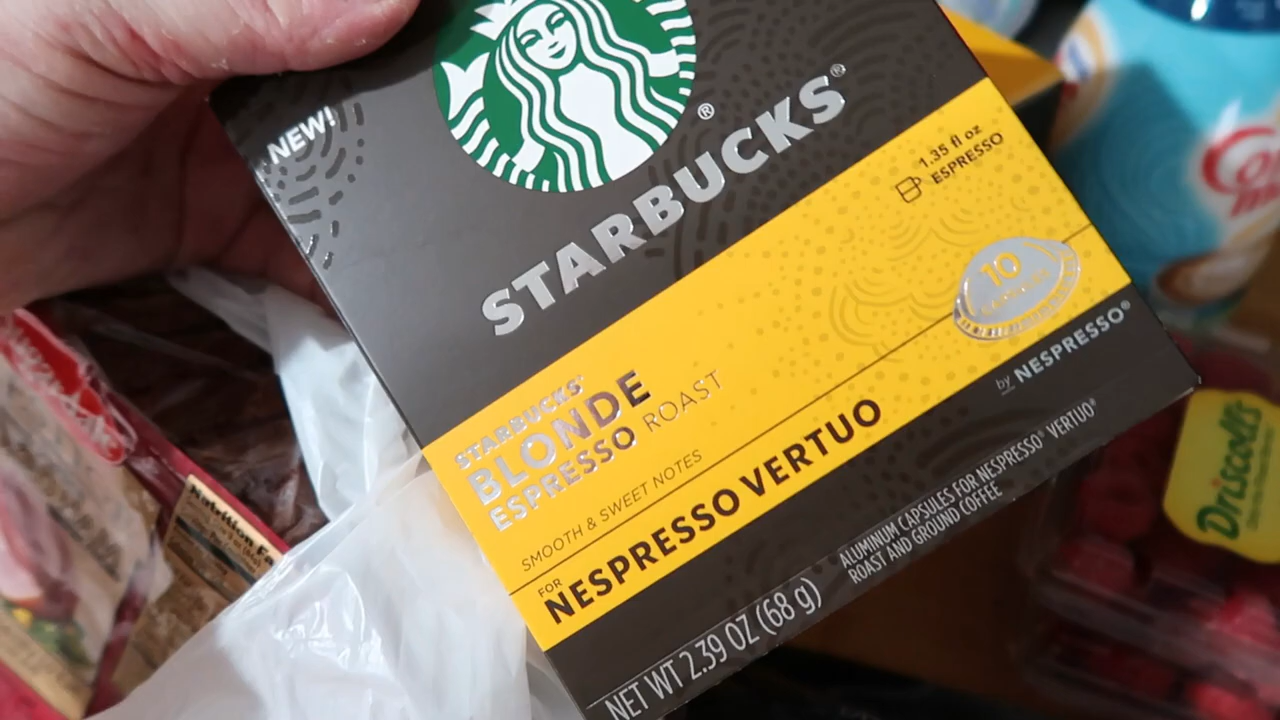 NEW!
STARBUCKS®
1.35 fl oz
ESPRESSO
10
STARBUCKS®
BLONDE
ESPRESSO ROAST
SMOOTH & SWEET NOTES
FOR
NESPRESSO VERTUO
by NESPRESSO®
NET WT 2.39 OZ (68 g)
ALUMINUM CAPSULES FOR NESPRESSO® VERTUO®
ROAST AND GROUND COFFEE
Driscoll's
Nutrition F